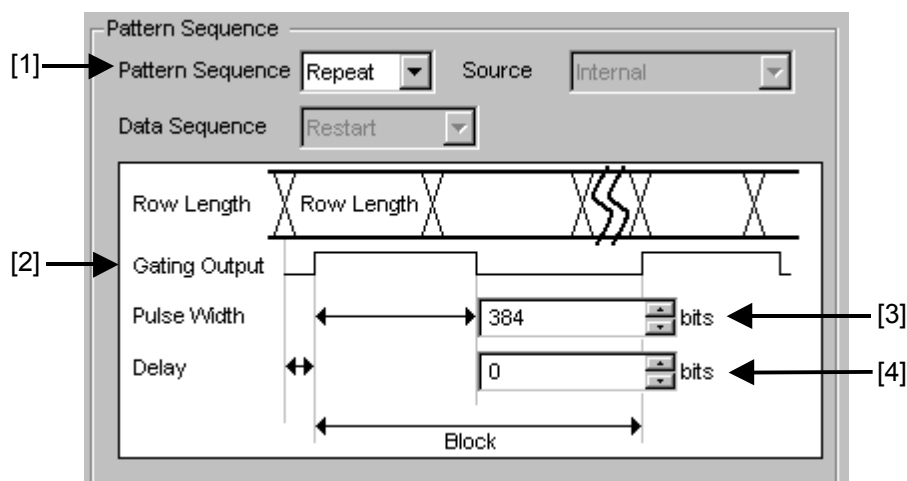 Pattern Sequence
[1] Pattern Sequence Repeat Source Internal
Data Sequence Restart
Row Length Row Length
[2] Gating Output
Pulse Width 384 bits [3]
Delay 0 bits [4]
Block